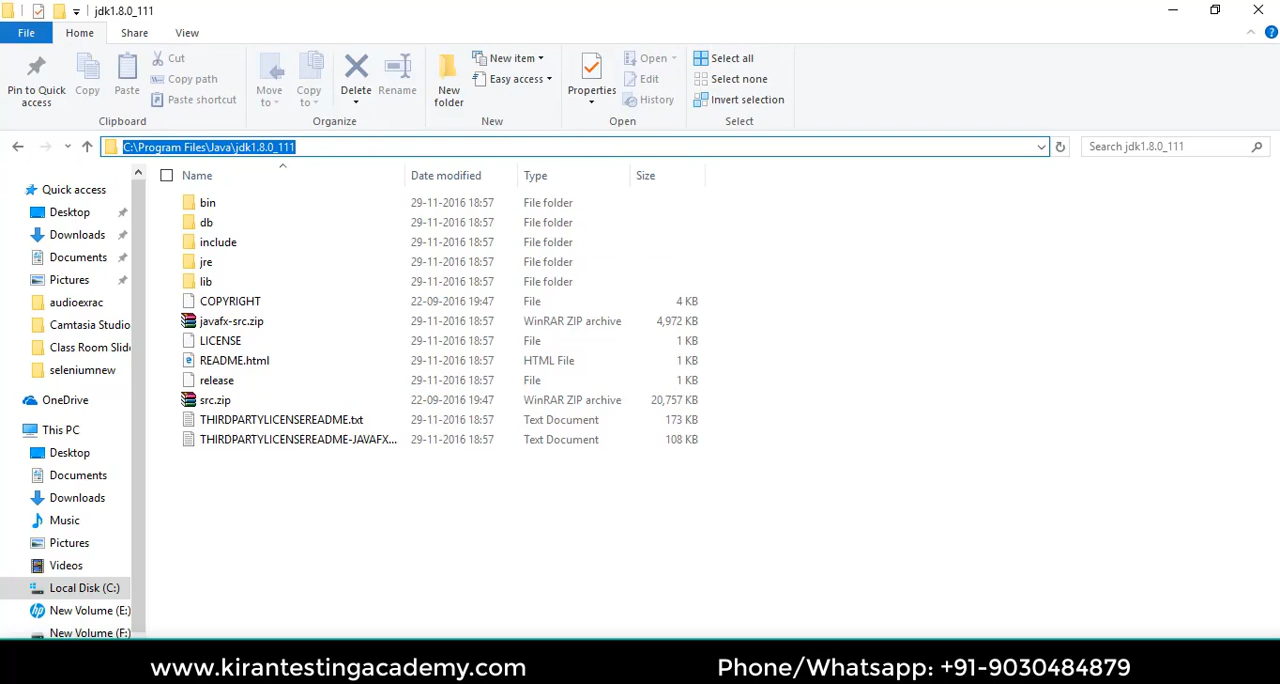 jdk1.8.0_111
File Home Share View
Pin to Quick access
Copy
Paste
Cut
Copy path
Paste shortcut
Clipboard
Move to
Copy to
Delete
Rename
Organize
New folder
New item
Easy access
New
Properties
Open
Edit
History
Open
Select all
Select none
Invert selection
Select
C:\Program Files\Java\jdk1.8.0_111
Search jdk1.8.0_111
Quick access
Desktop
Downloads
Documents
Pictures
audioexrac
Camtasia Studio
Class Room Slide
seleniumnew
OneDrive
This PC
Desktop
Documents
Downloads
Music
Pictures
Videos
Local Disk (C:)
New Volume (E:)
New Volume (F:)
Name Date modified Type Size
bin 29-11-2016 18:57 File folder
db 29-11-2016 18:57 File folder
include 29-11-2016 18:57 File folder
jre 29-11-2016 18:57 File folder
lib 29-11-2016 18:57 File folder
COPYRIGHT 22-09-2016 19:47 File 4 KB
javafx-src.zip 29-11-2016 18:57 WinRAR ZIP archive 4,972 KB
LICENSE 29-11-2016 18:57 File 1 KB
README.html 29-11-2016 18:57 HTML File 1 KB
release 29-11-2016 18:57 File 1 KB
src.zip 22-09-2016 19:47 WinRAR ZIP archive 20,757 KB
THIRDPARTYLICENSEREADME.txt 29-11-2016 18:57 Text Document 173 KB
THIRDPARTYLICENSEREADME-JAVAFX... 29-11-2016 18:57 Text Document 108 KB
www.kirantestingacademy.com Phone/Whatsapp: +91-9030484879